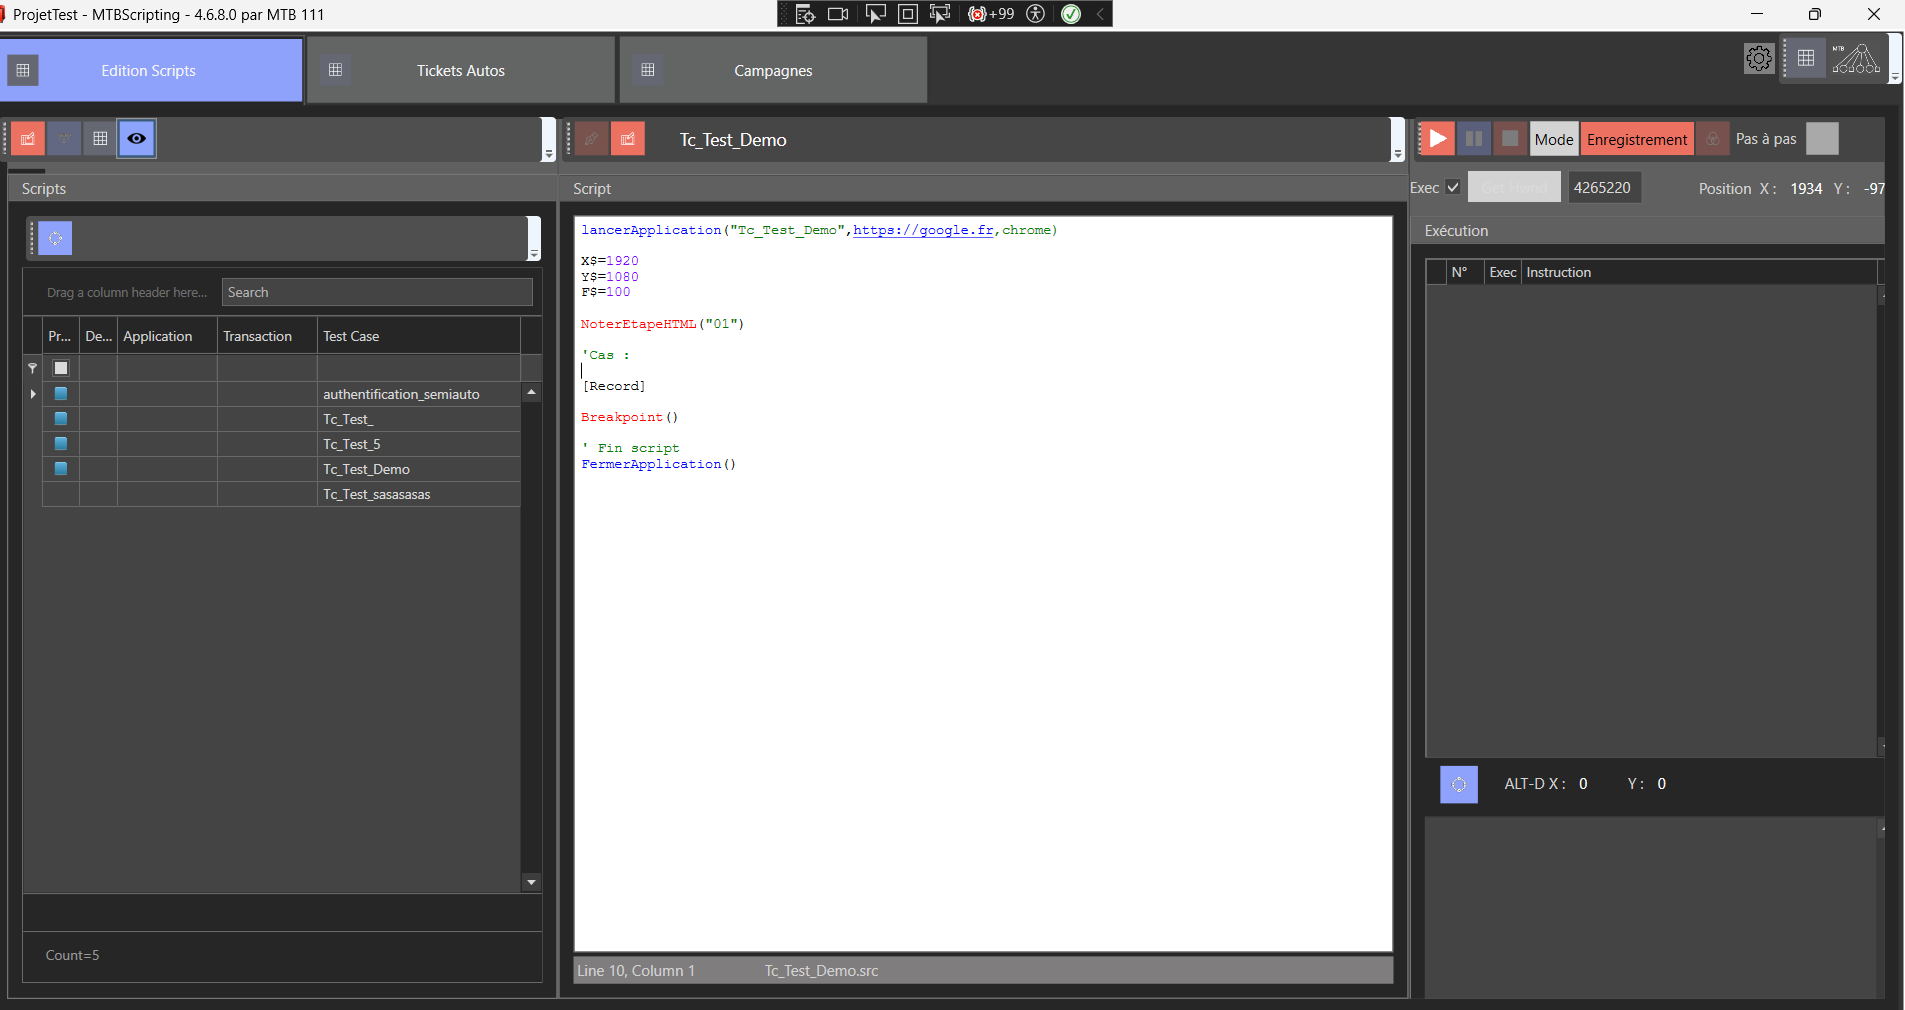 ProjetTest - MTBScripting - 4.6.8.0 par MTB 111
+99
Edition Scripts
Tickets Autos
Campagnes
MTB
Tc_Test_Demo
Mode
Enregistrement
Pas à pas
Exec
Get Hwnd
4265220
Position X : 1934 Y : -97
Scripts
Drag a column header here...
Search
Pr...
De...
Application
Transaction
Test Case
authentification_semiauto
Tc_Test_
Tc_Test_5
Tc_Test_Demo
Tc_Test_sasasasas
Count=5
Script
lancerApplication("Tc_Test_Demo",https://google.fr,chrome)
X$=1920
Y$=1080
F$=100
NoterEtapeHTML("01")
'Cas :
[Record]
Breakpoint()
' Fin script
FermerApplication()
Line 10, Column 1
Tc_Test_Demo.src
Exécution
N°
Exec
Instruction
ALT-D X : 0 Y : 0